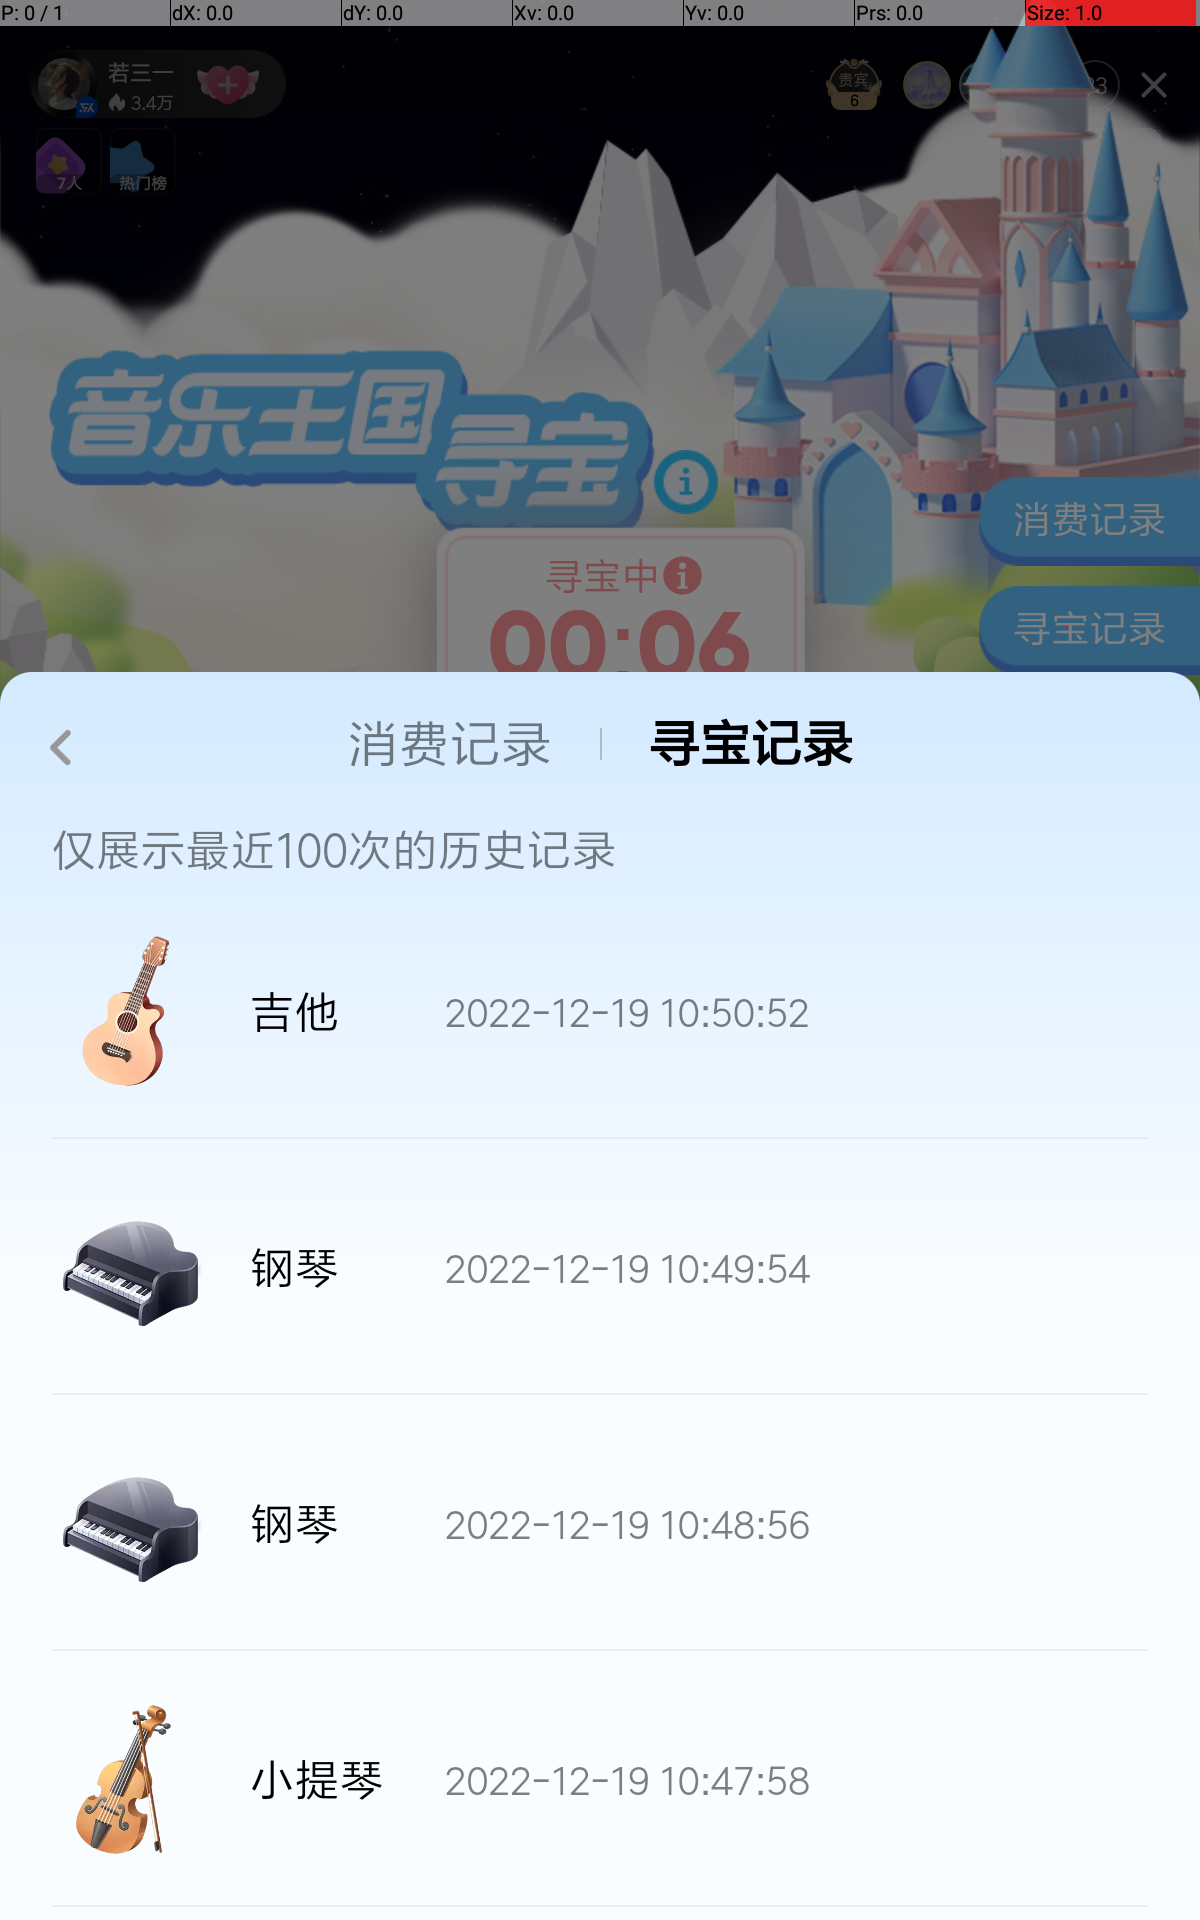 P: 0 / 1 dX: 0.0 dY: 0.0 Xv: 0.0 Yv: 0.0 Prs: 0.0 Size: 1.0
若三一
3.4万
贵宾
6
3
7人
热门榜
音乐王国
寻宝
消费记录
寻宝中
00:06
寻宝记录
消费记录
寻宝记录
仅展示最近100次的历史记录
吉他 2022-12-19 10:50:52
钢琴 2022-12-19 10:49:54
钢琴 2022-12-19 10:48:56
小提琴 2022-12-19 10:47:58